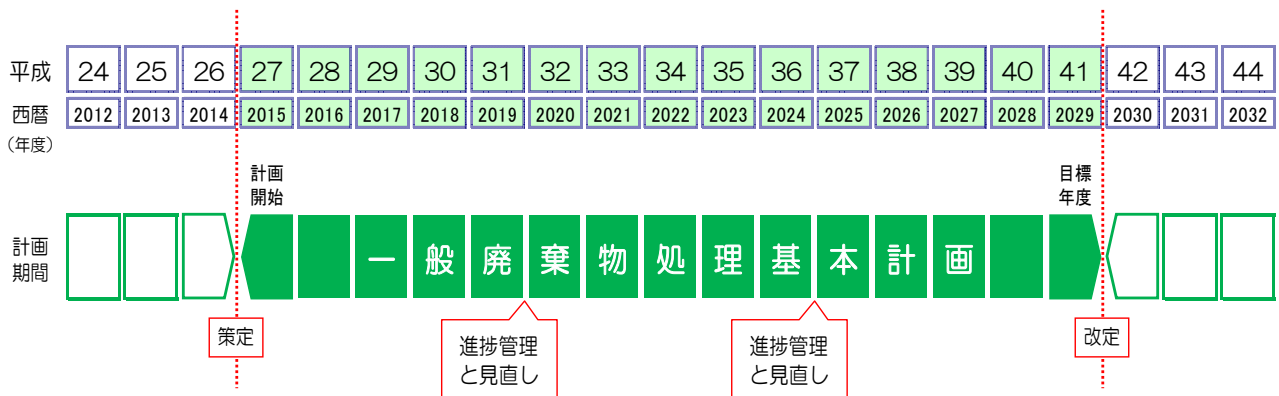 平成 24 25 26 27 28 29 30 31 32 33 34 35 36 37 38 39 40 41 42 43 44
西暦 2012 2013 2014 2015 2016 2017 2018 2019 2020 2021 2022 2023 2024 2025 2026 2027 2028 2029 2030 2031 2032
(年度)
計画
開始
目標
年度
計画
期間
一般廃棄物処理基本計画
策定
進捗管理
と見直し
進捗管理
と見直し
改定